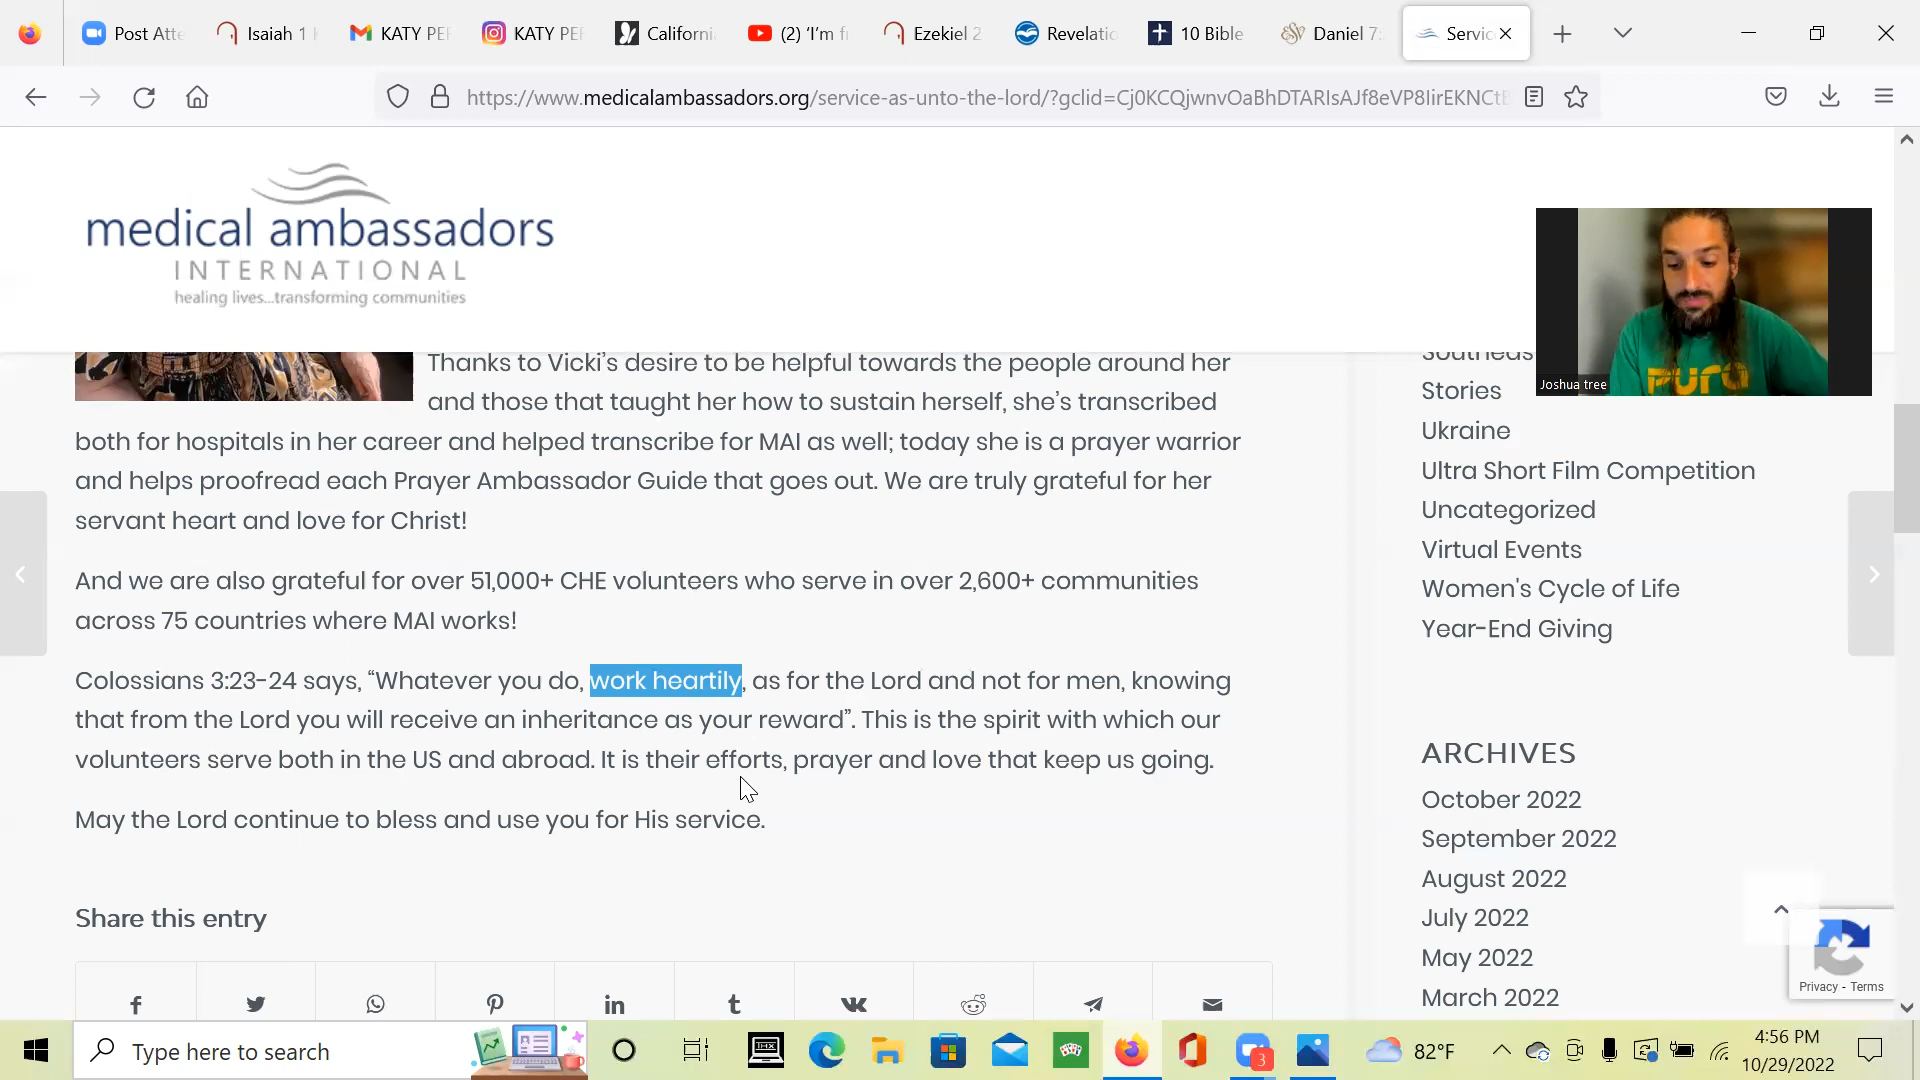 Post Atte
Isaiah 1
KATY PE
KATY PE
Californi
(2) ‘I’m f
Ezekiel 2
Revelati
10 Bible
Daniel 7:
Servic
https://www.medicalambassadors.org/service-as-unto-the-lord/?gclid=Cj0KCQjwnvOaBhDTARIsAJf8eVP8IirEKNCtE
medical ambassadors
INTERNATIONAL
healing lives...transforming communities
Joshua tree
PURA
Thanks to Vicki’s desire to be helpful towards the people around her
and those that taught her how to sustain herself, she’s transcribed
both for hospitals in her career and helped transcribe for MAI as well; today she is a prayer warrior
and helps proofread each Prayer Ambassador Guide that goes out. We are truly grateful for her
servant heart and love for Christ!
And we are also grateful for over 51,000+ CHE volunteers who serve in over 2,600+ communities
across 75 countries where MAI works!
Colossians 3:23-24 says, “Whatever you do, work heartily, as for the Lord and not for men, knowing
that from the Lord you will receive an inheritance as your reward”. This is the spirit with which our
volunteers serve both in the US and abroad. It is their efforts, prayer and love that keep us going.
May the Lord continue to bless and use you for His service.
Share this entry
Southeas
Stories
Ukraine
Ultra Short Film Competition
Uncategorized
Virtual Events
Women's Cycle of Life
Year-End Giving
ARCHIVES
October 2022
September 2022
August 2022
July 2022
May 2022
March 2022
Privacy - Terms
Type here to search
THX
3
82°F
4:56 PM
10/29/2022